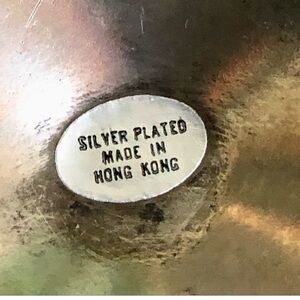 SILVER PLATED
MADE IN
HONG KONG